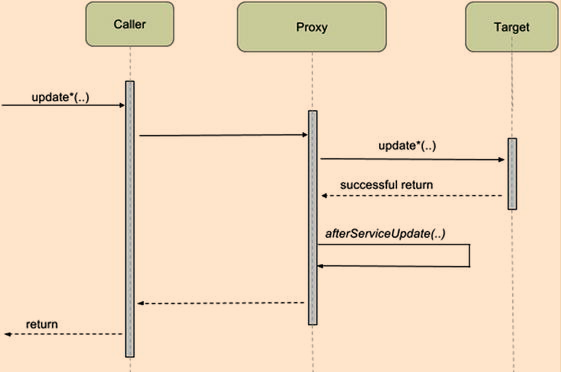 Caller
Proxy
Target
update*(..)
update*(..)
successful return
afterServiceUpdate(..)
return